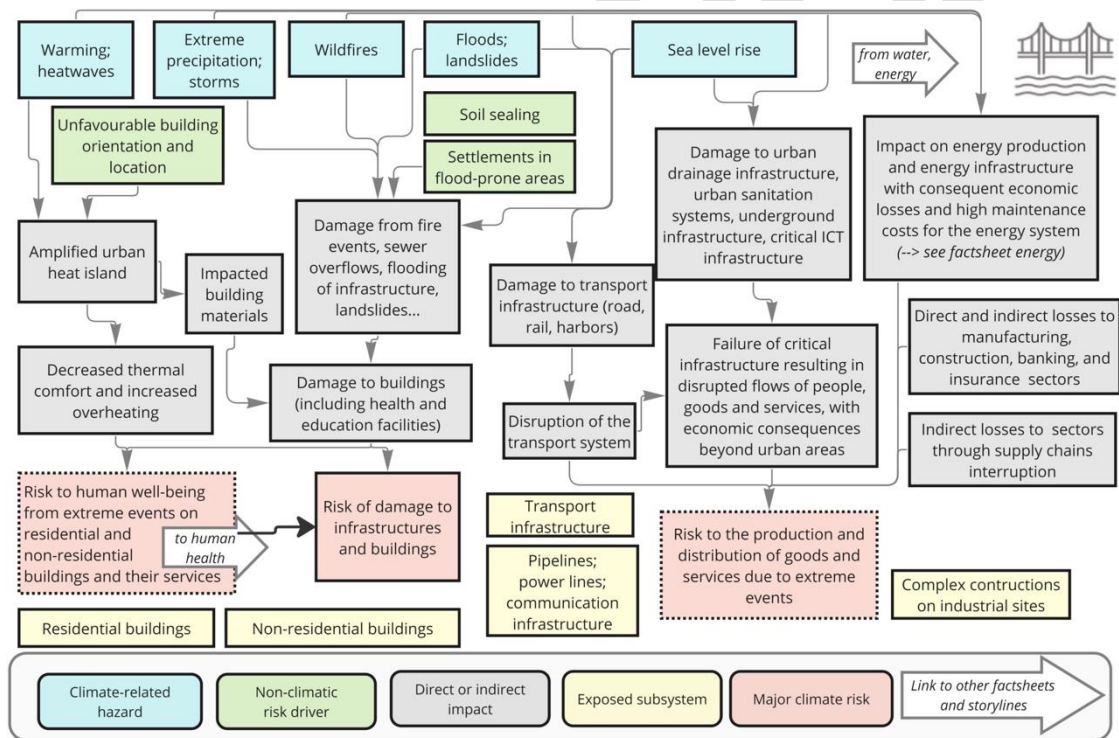 Warming;
heatwaves
Extreme
precipitation;
storms
Wildfires
Floods;
landslides
Sea level rise
from water,
energy
Unfavourable building
orientation and
location
Soil sealing
Settlements in
flood-prone areas
Damage to urban
drainage infrastructure,
urban sanitation
systems, underground
infrastructure, critical ICT
infrastructure
Impact on energy production
and energy infrastructure
with consequent economic
losses and high maintenance
costs for the energy system
(--> see factsheet energy)
Amplified urban
heat island
Impacted
building
materials
Damage from fire
events, sewer
overflows, flooding
of infrastructure,
landslides...
Damage to transport
infrastructure (road,
rail, harbors)
Direct and indirect losses to
manufacturing,
construction, banking, and
insurance sectors
Decreased thermal
comfort and increased
overheating
Damage to buildings
(including health and
education facilities)
Disruption of the
transport system
Failure of critical
infrastructure resulting in
disrupted flows of people,
goods and services, with
economic consequences
beyond urban areas
Indirect losses to sectors
through supply chains
interruption
Risk to human well-being
from extreme events on
residential and
non-residential
buildings and their services
to human
health
Risk of damage to
infrastructures
and buildings
Transport
infrastructure
Pipelines;
power lines;
communication
infrastructure
Risk to the production and
distribution of goods and
services due to extreme
events
Complex contructions
on industrial sites
Residential buildings
Non-residential buildings
Climate-related
hazard
Non-climatic
risk driver
Direct or indirect
impact
Exposed subsystem
Major climate risk
Link to other factsheets
and storylines